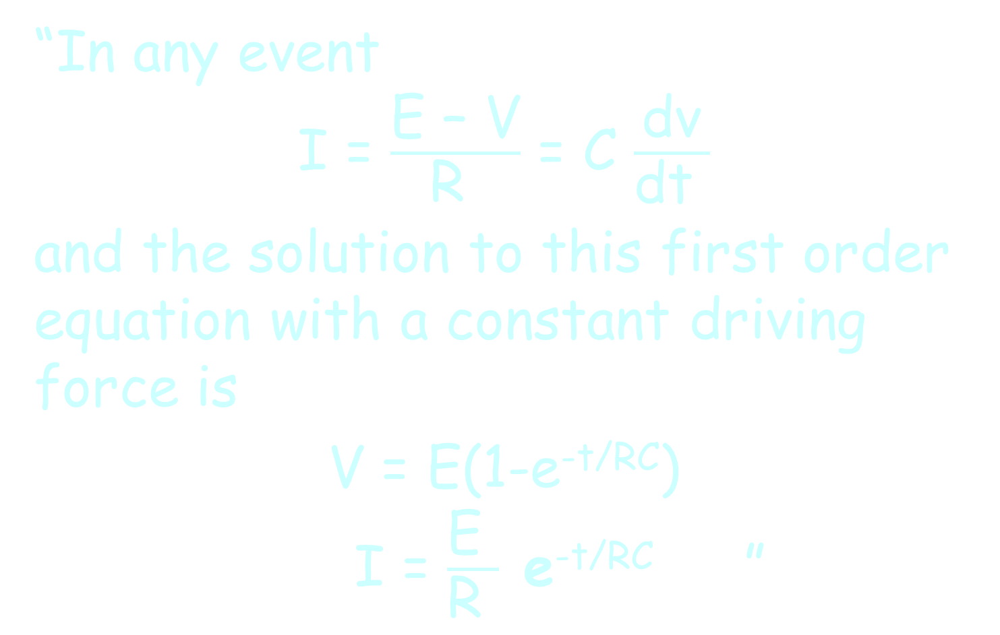 “In any event
I = E – V / R = C dv / dt
and the solution to this first order
equation with a constant driving
force is
V = E(1-e^-t/RC)
I = E / R e^-t/RC ”